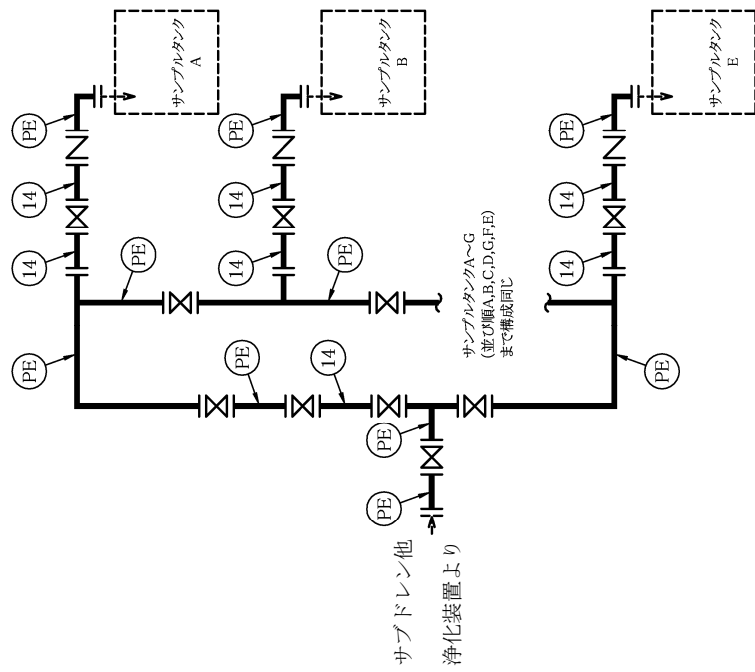 サンプルタンク
A
PE
14
14
PE
PE
サンプルタンク
B
PE
14
14
PE
サンプルタンクA～G
(並び順A,B,C,D,G,F,E)
まで構成同じ
PE
14
PE
PE
サブドレン他
浄化装置より
サンプルタンク
E
PE
14
14
PE